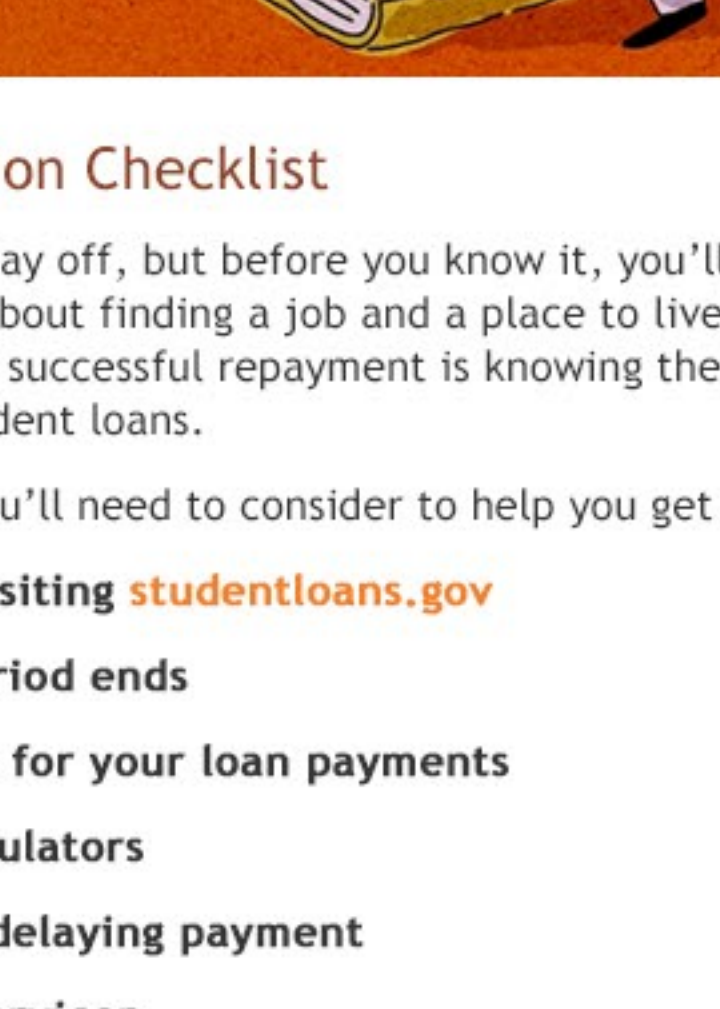 on Checklist
ay off, but before you know it, you'll
bout finding a job and a place to live
successful repayment is knowing the
dent loans.
u'll need to consider to help you get
siting studentloans.gov
riod ends
for your loan payments
ulators
delaying payment